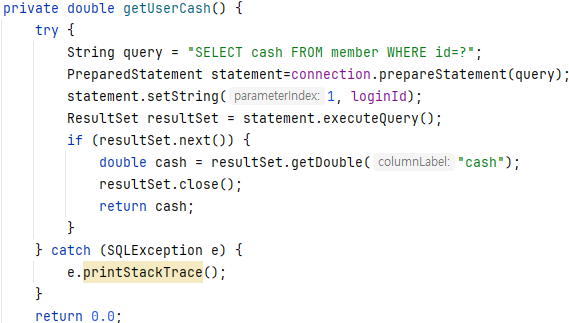 private double getUserCash() {
    try {
        String query = "SELECT cash FROM member WHERE id=?";
        PreparedStatement statement=connection.prepareStatement(query);
        statement.setString( parameterIndex: 1, loginId);
        ResultSet resultSet = statement.executeQuery();
        if (resultSet.next()) {
            double cash = resultSet.getDouble( columnLabel: "cash");
            resultSet.close();
            return cash;
        }
    } catch (SQLException e) {
        e.printStackTrace();
    }
    return 0.0;